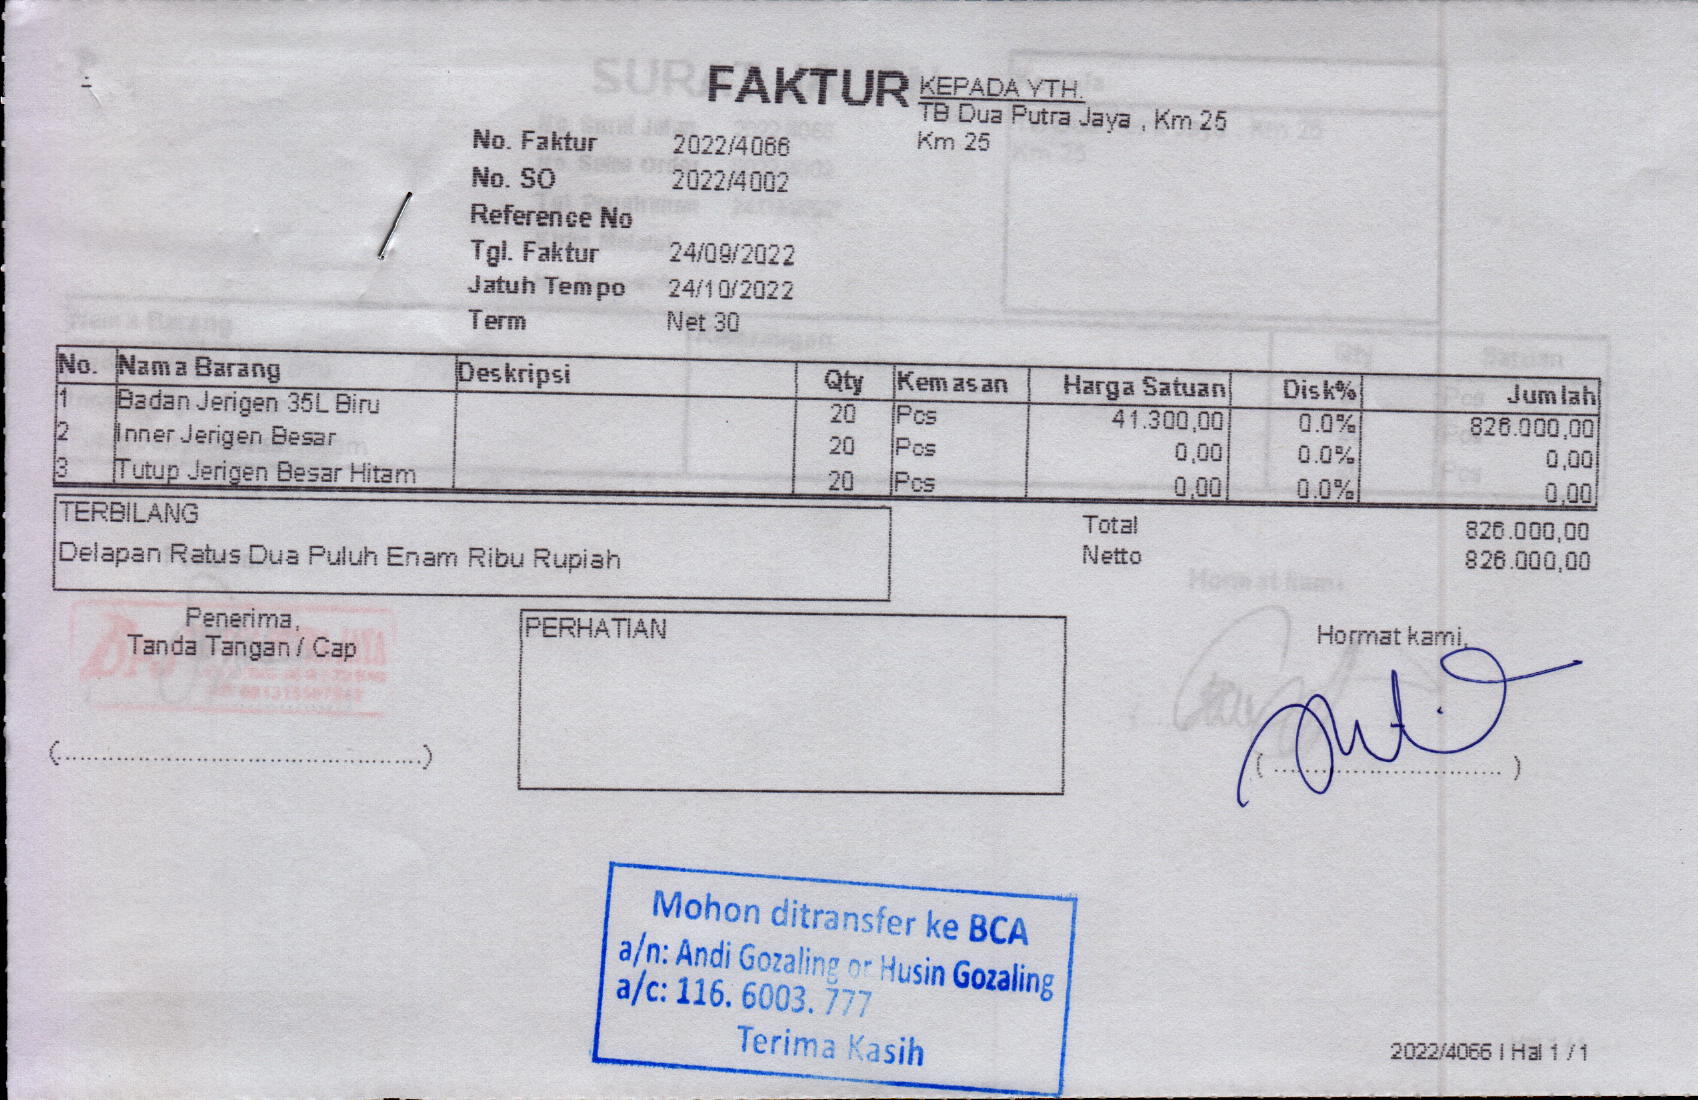 FAKTUR
KEPADA YTH.
TB Dua Putra Jaya , Km 25
Km 25
No. Faktur 2022/4066
No. SO 2022/4002
Reference No
Tgl. Faktur 24/09/2022
Jatuh Tempo 24/10/2022
Term Net 30
No. Nama Barang Deskripsi Qty Kemasan Harga Satuan Disk% Jumlah
1 Badan Jerigen 35L Biru 20 Pcs 41.300,00 0.0% 826.000,00
2 Inner Jerigen Besar 20 Pcs 0,00 0.0% 0,00
3 Tutup Jerigen Besar Hitam 20 Pcs 0,00 0.0% 0,00
TERBILANG
Delapan Ratus Dua Puluh Enam Ribu Rupiah
Total 826.000,00
Netto 826.000,00
Penerima,
Tanda Tangan / Cap
(................................................)
PERHATIAN
Hormat kami,
( .............................. )
Mohon ditransfer ke BCA
a/n: Andi Gozaling or Husin Gozaling
a/c: 116. 6003. 777
Terima Kasih
2022/4066 | Hal 1 / 1